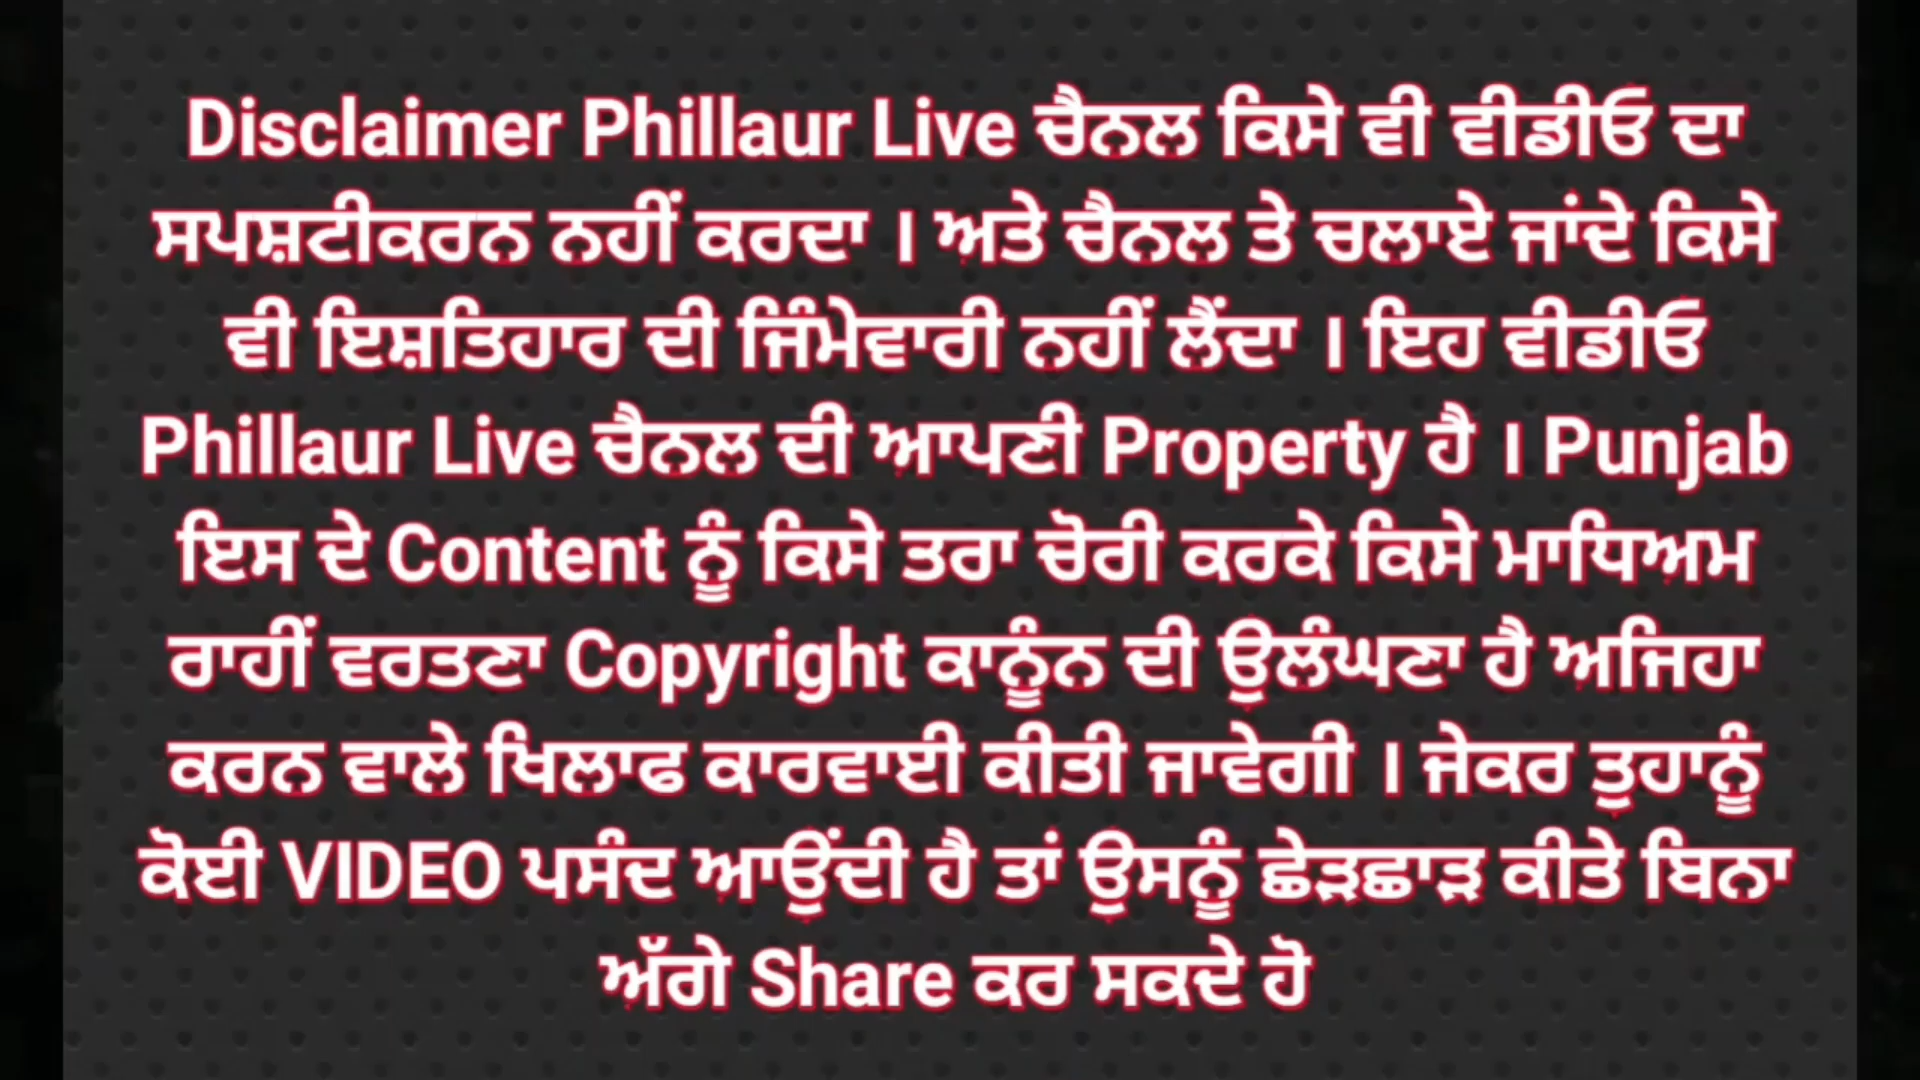 Disclaimer Phillaur Live ਚੈਨਲ ਕਿਸੇ ਵੀ ਵੀਡੀਓ ਦਾ
ਸਪਸ਼ਟੀਕਰਨ ਨਹੀਂ ਕਰਦਾ । ਅਤੇ ਚੈਨਲ ਤੇ ਚਲਾਏ ਜਾਂਦੇ ਕਿਸੇ
ਵੀ ਇਸ਼ਤਿਹਾਰ ਦੀ ਜਿੰਮੇਵਾਰੀ ਨਹੀਂ ਲੈਂਦਾ । ਇਹ ਵੀਡੀਓ
Phillaur Live ਚੈਨਲ ਦੀ ਆਪਣੀ Property ਹੈ । Punjab
ਇਸ ਦੇ Content ਨੂੰ ਕਿਸੇ ਤਰਾ ਚੋਰੀ ਕਰਕੇ ਕਿਸੇ ਮਾਧਿਅਮ
ਰਾਹੀਂ ਵਰਤਣਾ Copyright ਕਾਨੂੰਨ ਦੀ ਉਲੰਘਣਾ ਹੈ ਅਜਿਹਾ
ਕਰਨ ਵਾਲੇ ਖਿਲਾਫ ਕਾਰਵਾਈ ਕੀਤੀ ਜਾਵੇਗੀ । ਜੇਕਰ ਤੁਹਾਨੂੰ
ਕੋਈ VIDEO ਪਸੰਦ ਆਉਂਦੀ ਹੈ ਤਾਂ ਉਸਨੂੰ ਛੇੜਛਾੜ ਕੀਤੇ ਬਿਨਾ
ਅੱਗੇ Share ਕਰ ਸਕਦੇ ਹੋ